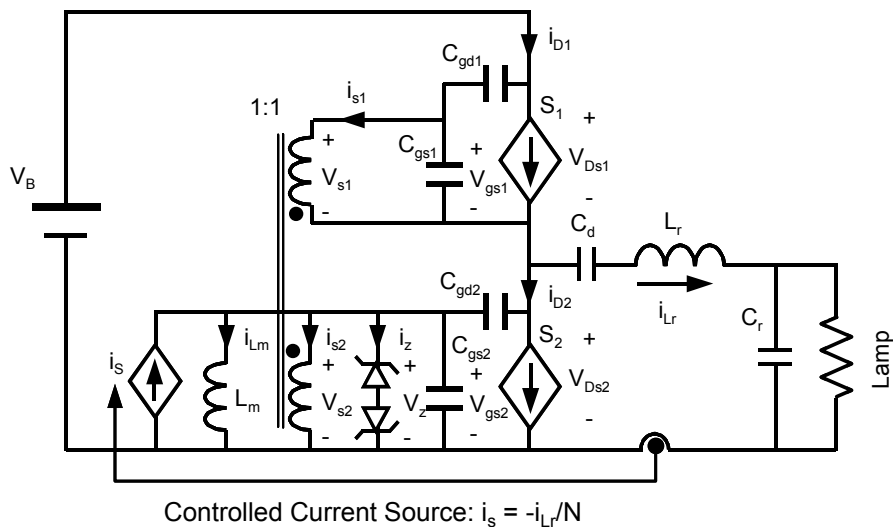 i_D1
C_gd1
1:1
i_s1
S_1
+
+
C_gs1
+
V_B
V_s1
V_gs1
V_Ds1
-
-
-
C_d
L_r
C_gd2
i_D2
i_Lr
C_r
Lamp
i_Lm
i_s2
i_z
S_2
+
i_S
C_gs2
+
+
+
L_m
V_s2
V_z
V_gs2
V_Ds2
-
-
-
-
Controlled Current Source: i_s = -i_Lr/N